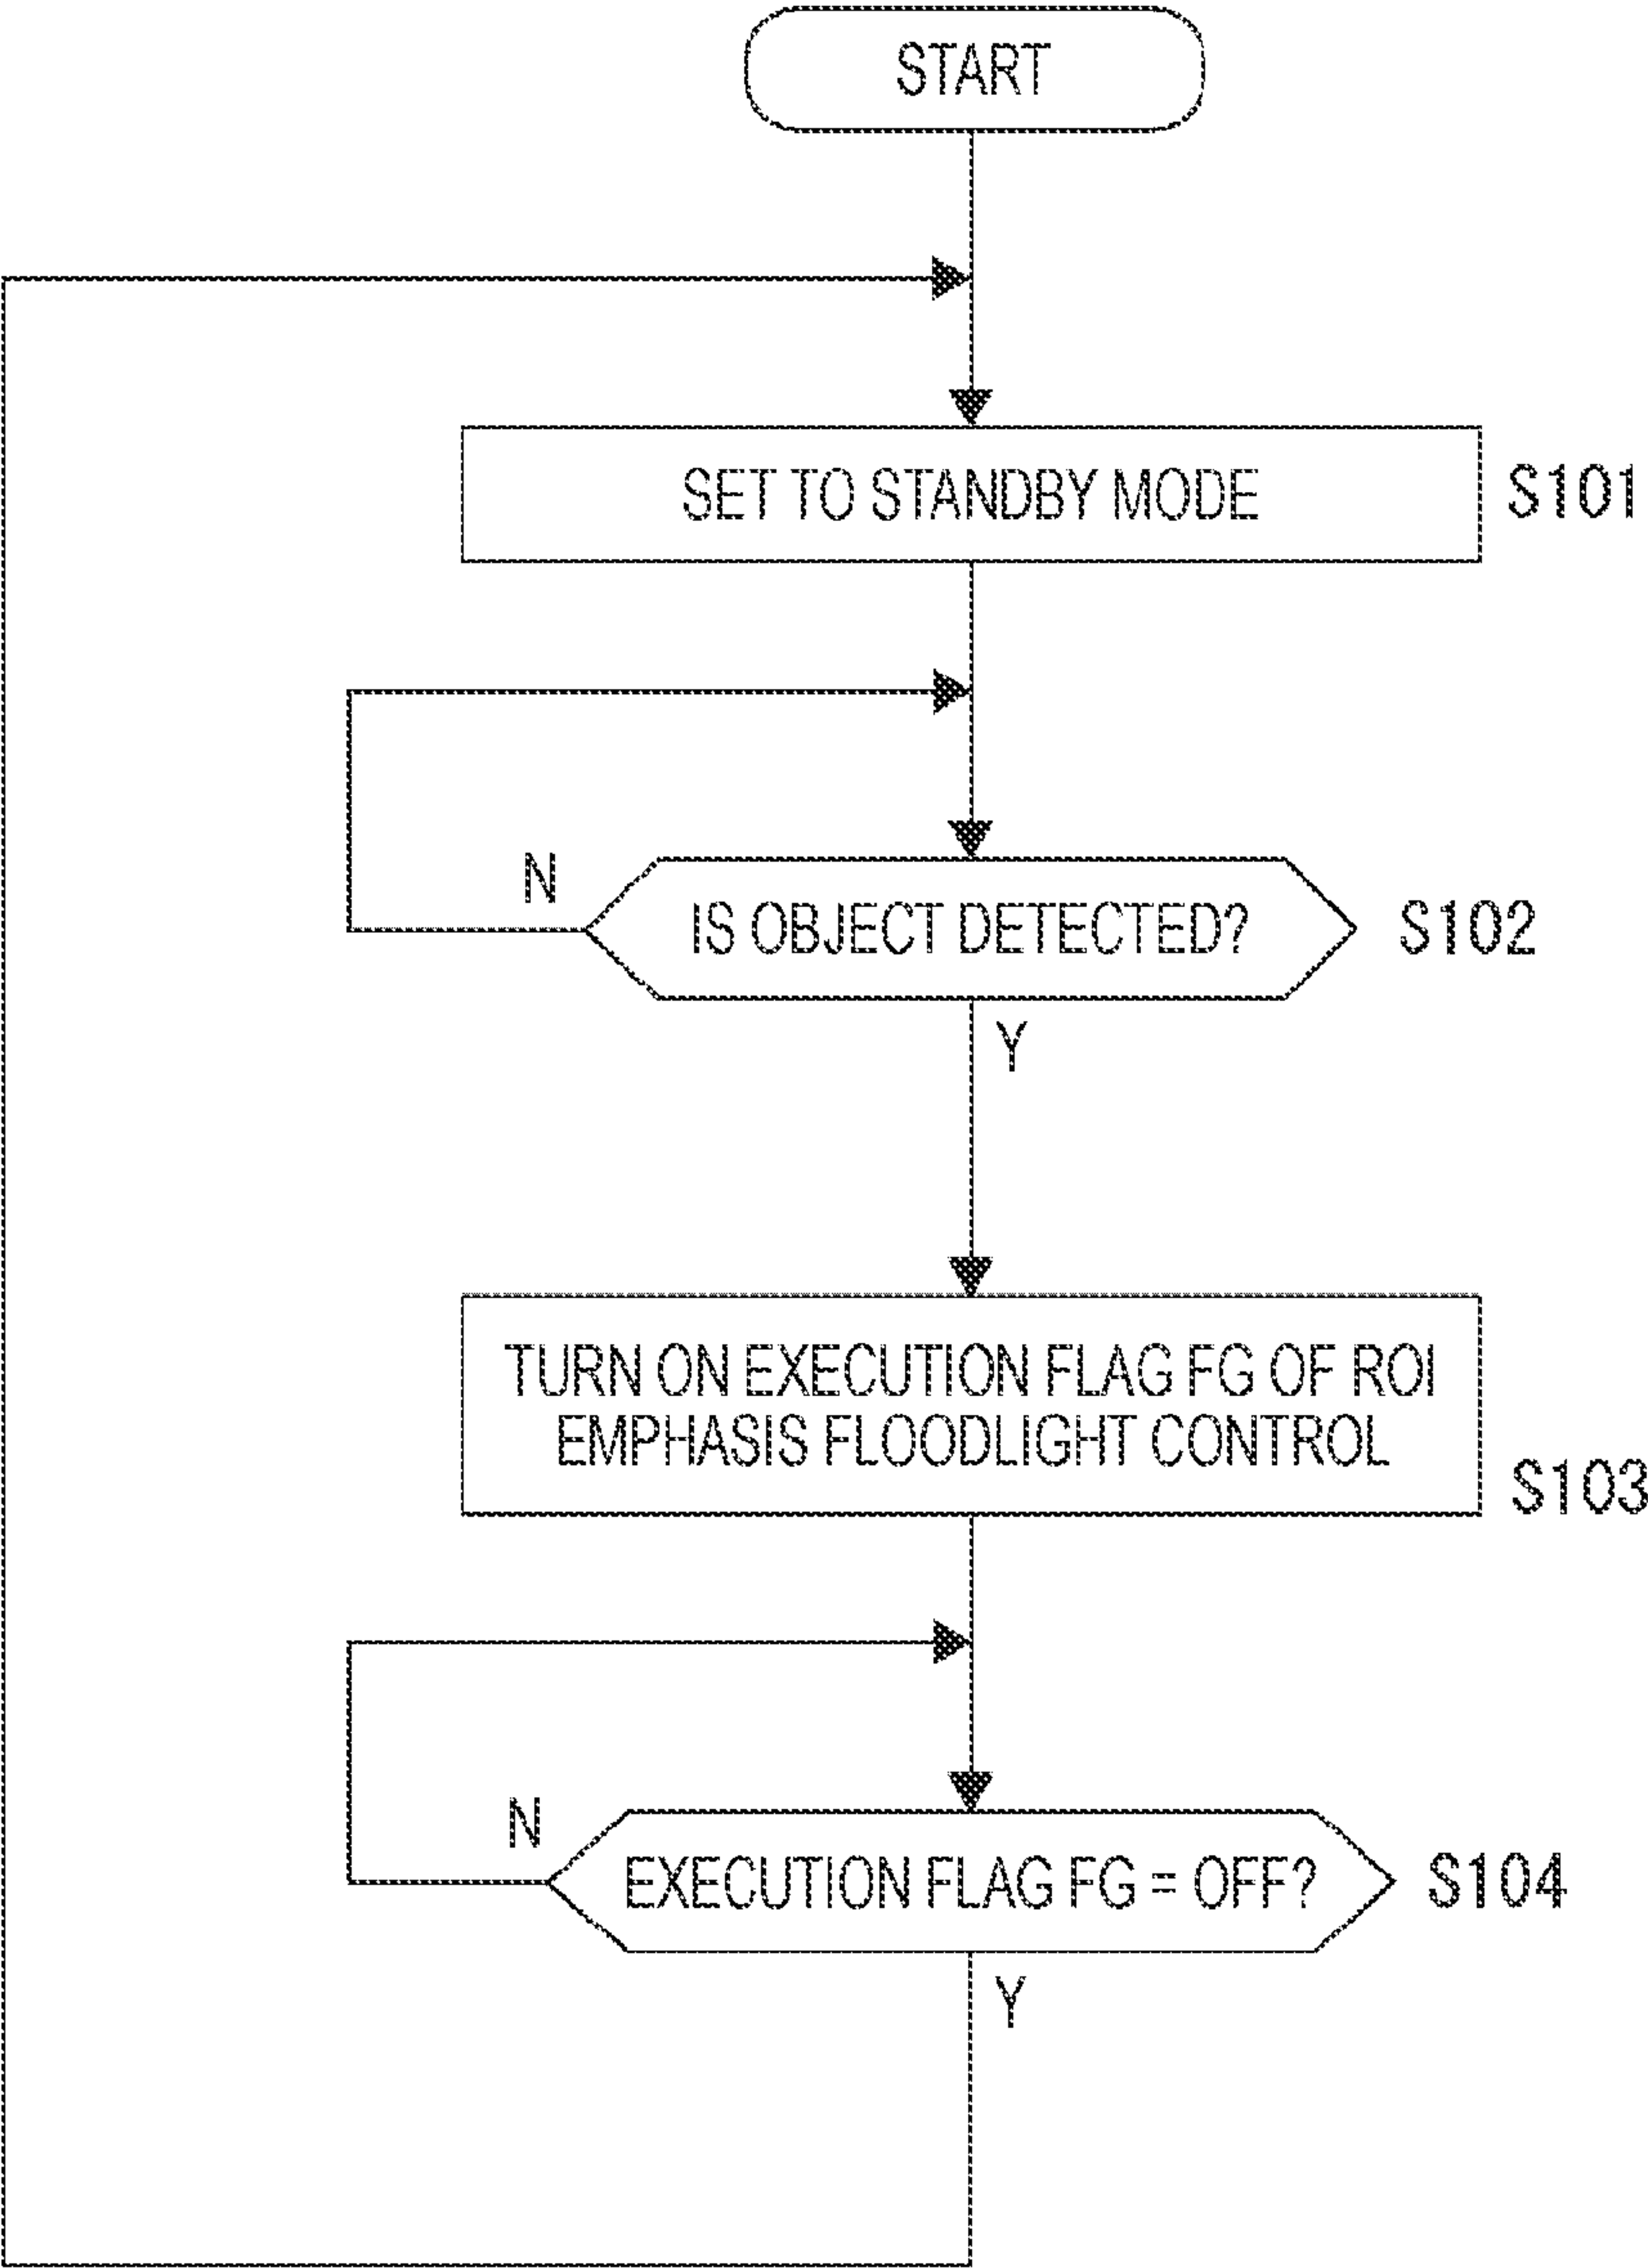 START
SET TO STANDBY MODE
S101
N
IS OBJECT DETECTED?
S102
Y
TURN ON EXECUTION FLAG FG OF ROI
EMPHASIS FLOODLIGHT CONTROL
S103
N
EXECUTION FLAG FG = OFF?
S104
Y